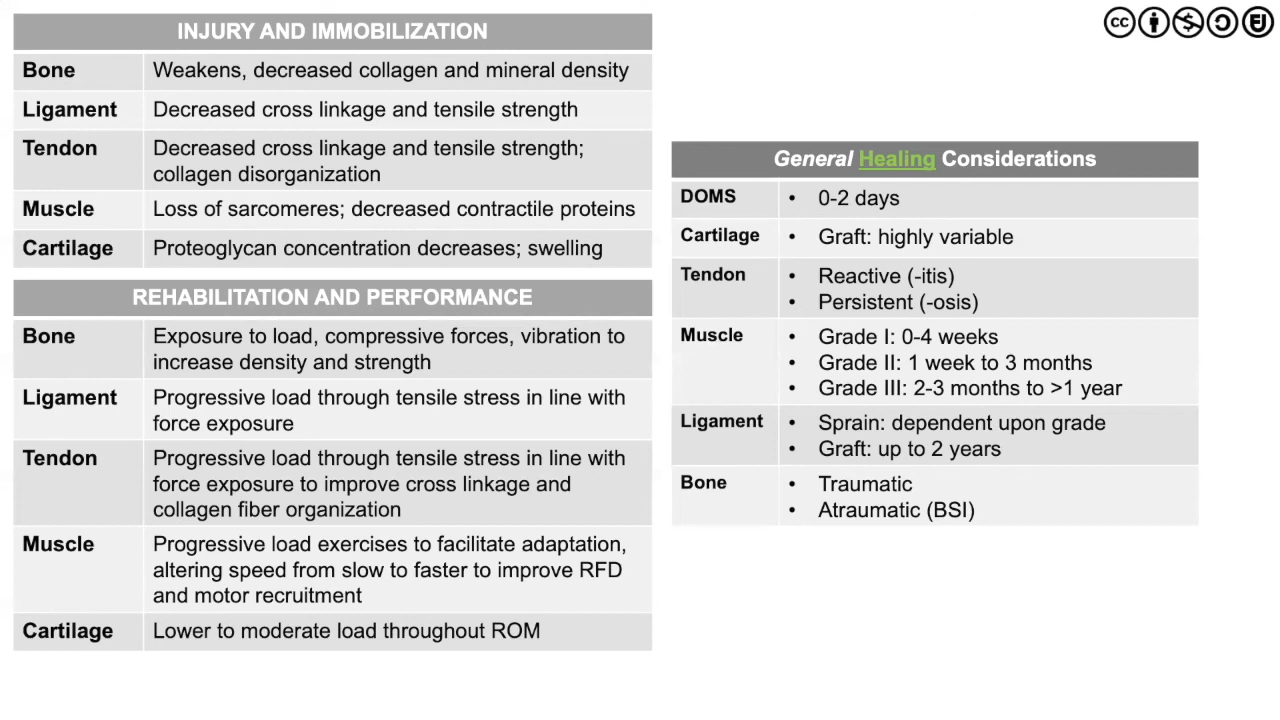 INJURY AND IMMOBILIZATION
Bone Weakens, decreased collagen and mineral density
Ligament Decreased cross linkage and tensile strength
Tendon Decreased cross linkage and tensile strength;
collagen disorganization
Muscle Loss of sarcomeres; decreased contractile proteins
Cartilage Proteoglycan concentration decreases; swelling
REHABILITATION AND PERFORMANCE
Bone Exposure to load, compressive forces, vibration to
increase density and strength
Ligament Progressive load through tensile stress in line with
force exposure
Tendon Progressive load through tensile stress in line with
force exposure to improve cross linkage and
collagen fiber organization
Muscle Progressive load exercises to facilitate adaptation,
altering speed from slow to faster to improve RFD
and motor recruitment
Cartilage Lower to moderate load throughout ROM
cc
General Healing Considerations
DOMS • 0-2 days
Cartilage • Graft: highly variable
Tendon • Reactive (-itis)
• Persistent (-osis)
Muscle • Grade I: 0-4 weeks
• Grade II: 1 week to 3 months
• Grade III: 2-3 months to >1 year
Ligament • Sprain: dependent upon grade
• Graft: up to 2 years
Bone • Traumatic
• Atraumatic (BSI)